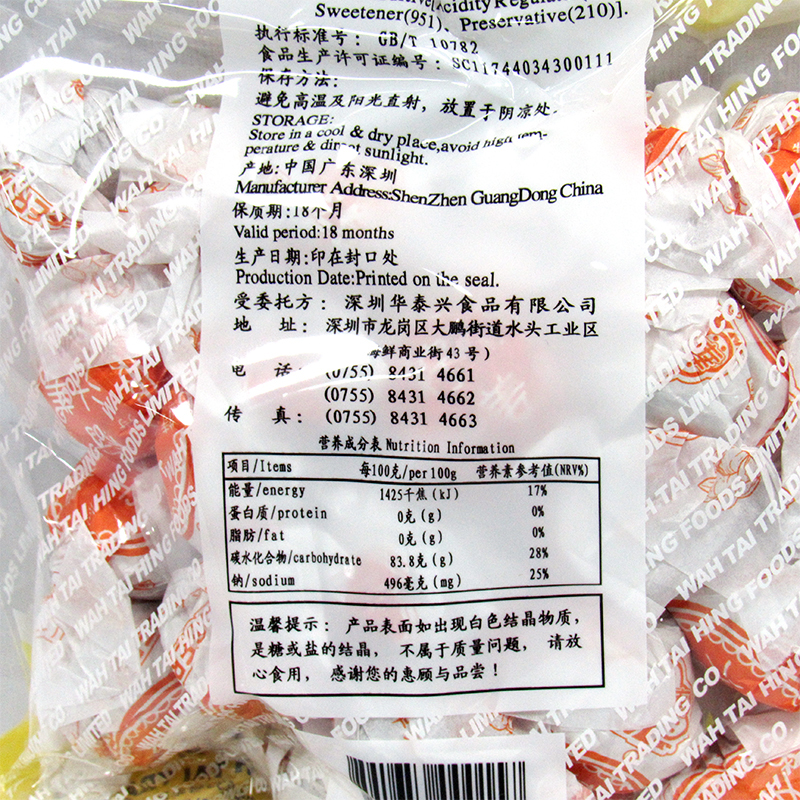 Sweetener(951)、Preservative(210)].
执行标准号： GB/T 10782
食品生产许可证编号：SC11744034300111
保存方法：
避免高温及阳光直射，放置于阴凉处.
STORAGE:
Store in a cool & dry place,avoid high tem-
perature & direct sunlight.
产地:中国广东深圳
Manufacturer Address:ShenZhen GuangDong China
保质期:18个月
Valid period:18 months
生产日期:印在封口处
Production Date:Printed on the seal.
受委托方： 深圳华泰兴食品有限公司
地 址： 深圳市龙岗区大鹏街道水头工业区
海鲜商业街43号）
电 话： (0755) 8431 4661
(0755) 8431 4662
传 真： (0755) 8431 4663
营养成分表 Nutrition Information
项目/Items 每100克/per 100g 营养素参考值(NRV%)
能量/energy 1425千焦(kJ) 17%
蛋白质/protein 0克(g) 0%
脂肪/fat 0克(g) 0%
碳水化合物/carbohydrate 83.8克(g) 28%
钠/sodium 496毫克(mg) 25%
温馨提示：产品表面如出现白色结晶物质，
是糖或盐的结晶， 不属于质量问题， 请放
心食用， 感谢您的惠顾与品尝！
WAH TAI TRADING CO.
WAH TAI HING FOODS LIMITED